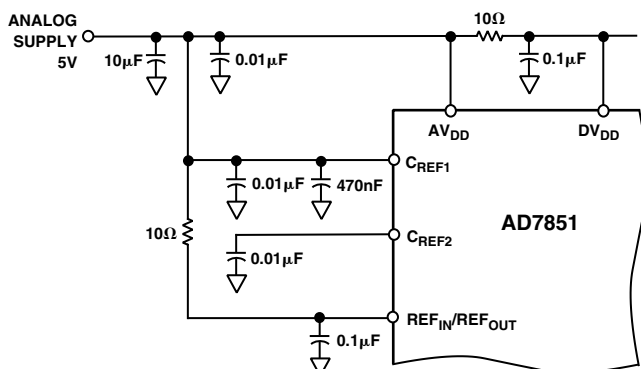 ANALOG
SUPPLY
5V
10µF
0.01µF
10Ω
0.1µF
AVDD
DVDD
CREF1
0.01µF
470nF
AD7851
10Ω
CREF2
0.01µF
REFIN/REFOUT
0.1µF